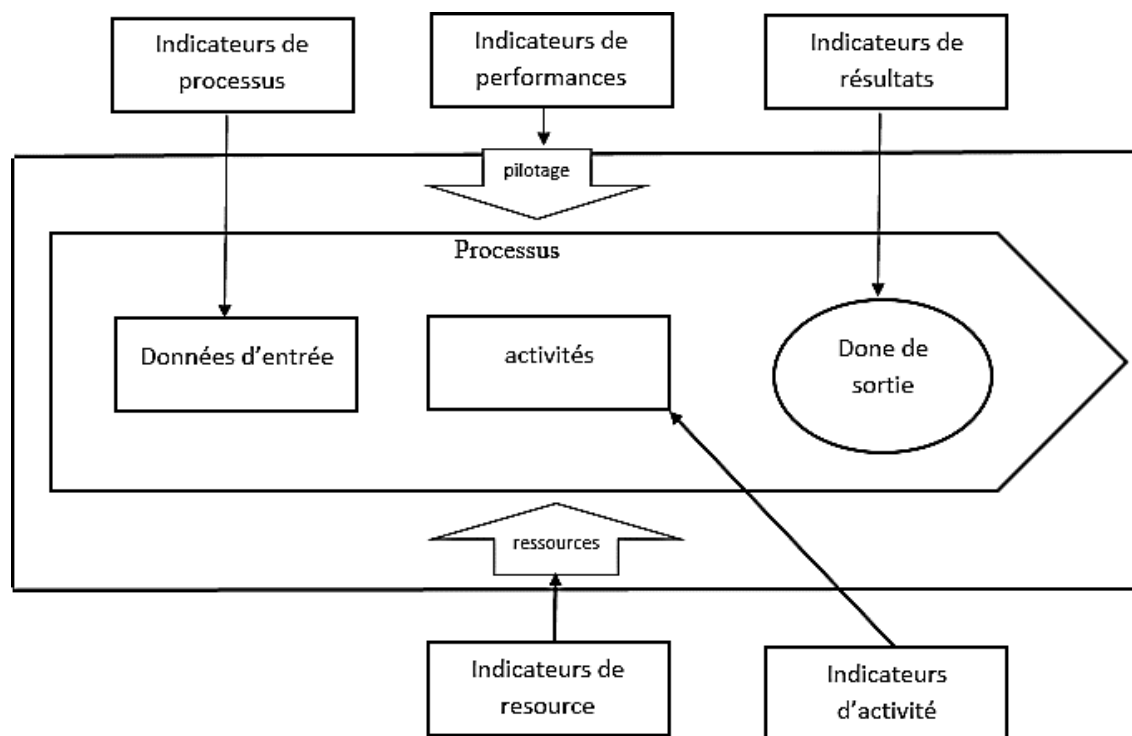 Indicateurs de
processus
Indicateurs de
performances
Indicateurs de
résultats
pilotage
Processus
Données d'entrée
activités
Done de
sortie
ressources
Indicateurs de
resource
Indicateurs
d'activité